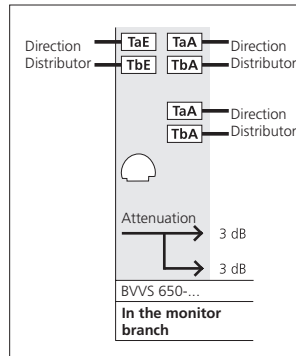 Direction TaE TaA Direction
Distributor TbE TbA Distributor
TaA Direction
TbA Distributor
Attenuation
3 dB
3 dB
BVVS 650-...
In the monitor
branch